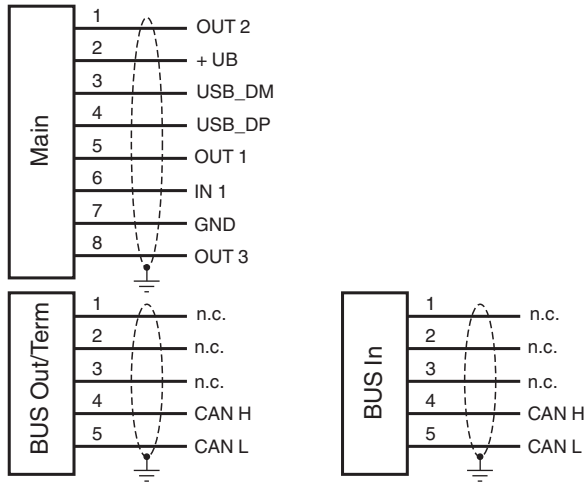 Main
1 OUT 2
2 + UB
3 USB_DM
4 USB_DP
5 OUT 1
6 IN 1
7 GND
8 OUT 3
BUS Out/Term
1 n.c.
2 n.c.
3 n.c.
4 CAN H
5 CAN L
BUS In
1 n.c.
2 n.c.
3 n.c.
4 CAN H
5 CAN L